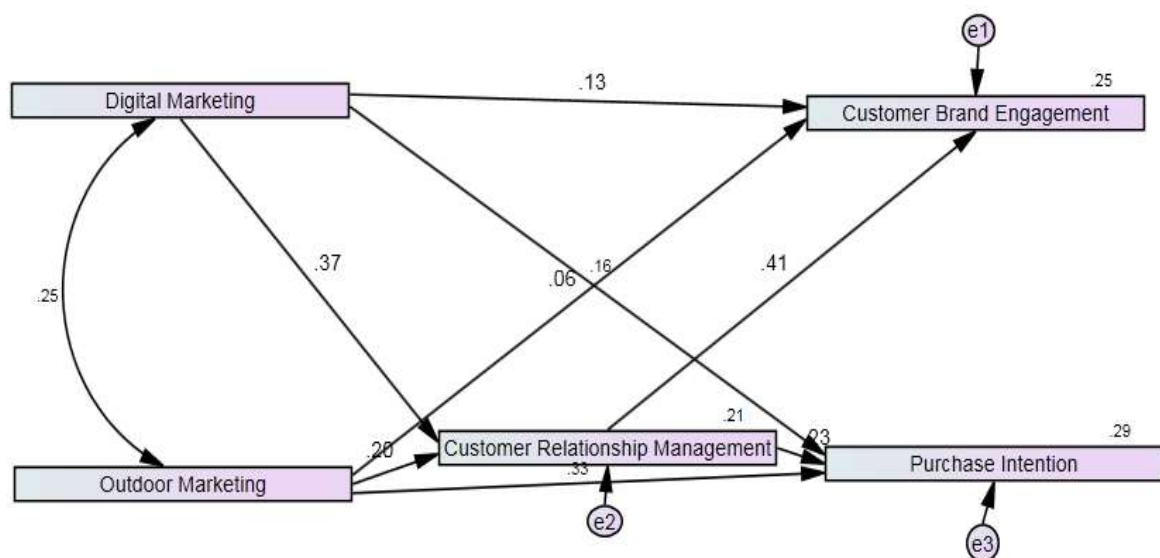 e1
.25
Digital Marketing
.13
Customer Brand Engagement
.37
.06
.16
.41
.25
.21
.29
.20
Customer Relationship Management
.23
Purchase Intention
.33
Outdoor Marketing
e2
e3